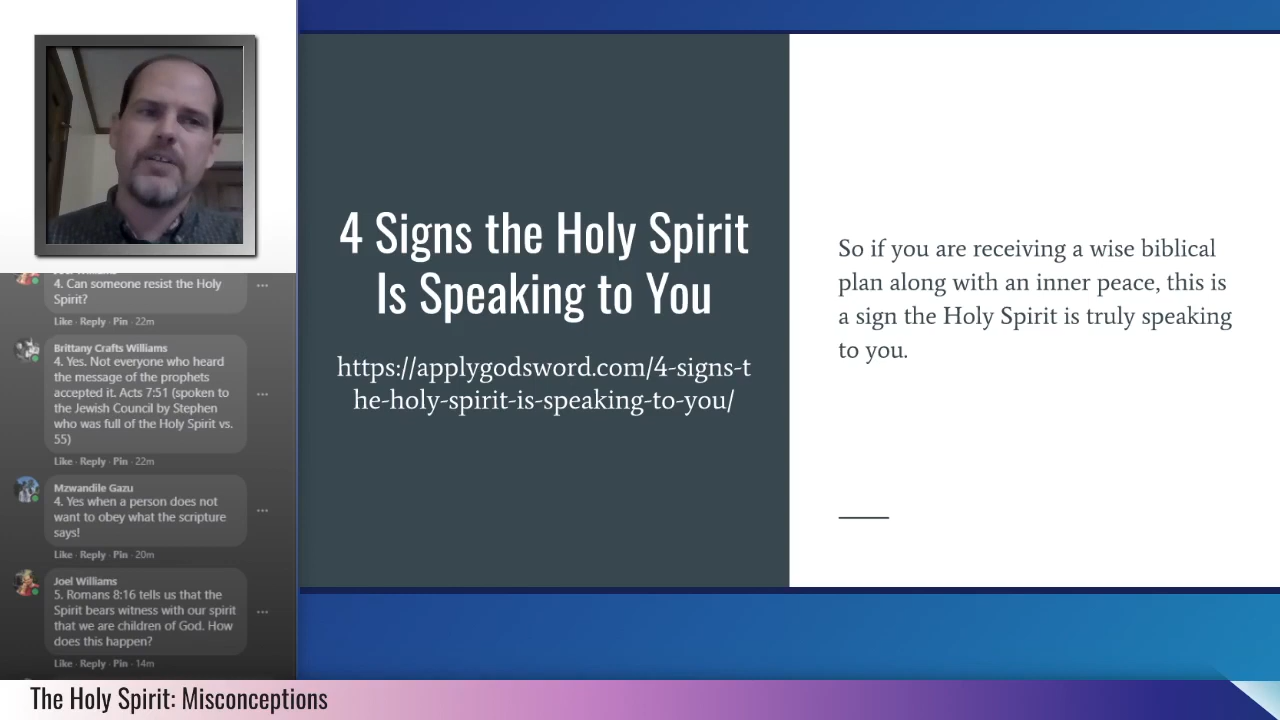 4 Signs the Holy Spirit
Is Speaking to You
https://applygodsword.com/4-signs-t
he-holy-spirit-is-speaking-to-you/
So if you are receiving a wise biblical
plan along with an inner peace, this is
a sign the Holy Spirit is truly speaking
to you.
Joel Williams
4. Can someone resist the Holy
Spirit?
Like · Reply · Pin · 22m
Brittany Crafts Williams
4. Yes. Not everyone who heard
the message of the prophets
accepted it. Acts 7:51 (spoken to
the Jewish Council by Stephen
who was full of the Holy Spirit vs.
55)
Like · Reply · Pin · 22m
Mzwandile Gazu
4. Yes when a person does not
want to obey what the scripture
says!
Like · Reply · Pin · 20m
Joel Williams
5. Romans 8:16 tells us that the
Spirit bears witness with our spirit
that we are children of God. How
does this happen?
Like · Reply · Pin · 14m
The Holy Spirit: Misconceptions